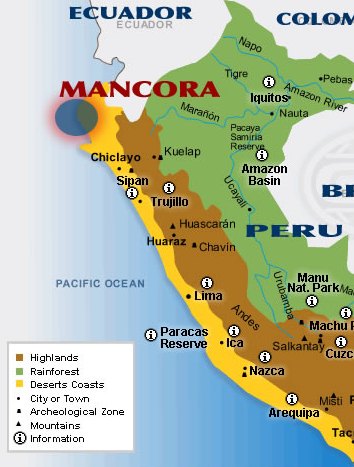 ECUADOR
ECUADOR
COLOM
Napo
Tigre
MANCORA
Iquitos
Pebas
Amazon River
Marañón
Nauta
Pacaya
Samiria
Reserve
Chiclayo
Kuelap
Amazon
Basin
Sipan
Trujillo
Ucayali
BR
Huascarán
PERU
Huaraz
Chavin
Manu
Nat. Park
PACIFIC OCEAN
Urubamba
Lima
Andes
Machu P
Paracas
Reserve
Salkantay
Ica
Cuzc
Nazca
Highlands
Rainforest
Deserts Coasts
City or Town
Archeological Zone
Mountains
Information
Misti
Arequipa
P
Tac